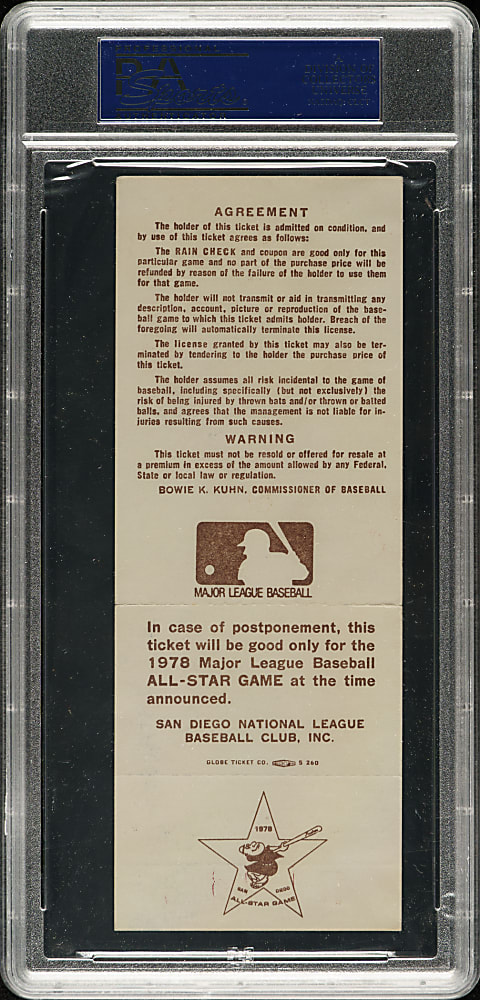 PSA
AGREEMENT
The holder of this ticket is admitted on condition, and
by use of this ticket agrees as follows:
The RAIN CHECK and coupon are good only for this
particular game and no part of the purchase price will be
refunded by reason of the failure of the holder to use them
for that game.
The holder will not transmit or aid in transmitting any
description, account, picture or reproduction of the base-
ball game to which this ticket admits holder. Breach of the
foregoing will automatically terminate this license.
The license granted by this ticket may also be ter-
minated by tendering to the holder the purchase price of
this ticket.
The holder assumes all risk incidental to the game of
baseball, including specifically (but not exclusively) the
risk of being injured by thrown bats and/or thrown or batted
balls, and agrees that the management is not liable for in-
juries resulting from such causes.
WARNING
This ticket must not be resold or offered for resale at
a premium in excess of the amount allowed by any Federal,
State or local law or regulation.
BOWIE K. KUHN, COMMISSIONER OF BASEBALL
MAJOR LEAGUE BASEBALL
In case of postponement, this
ticket will be good only for the
1978 Major League Baseball
ALL-STAR GAME at the time
announced.
SAN DIEGO NATIONAL LEAGUE
BASEBALL CLUB, INC.
GLOBE TICKET CO. S 260
1978
SAN DIEGO
ALL-STAR GAME